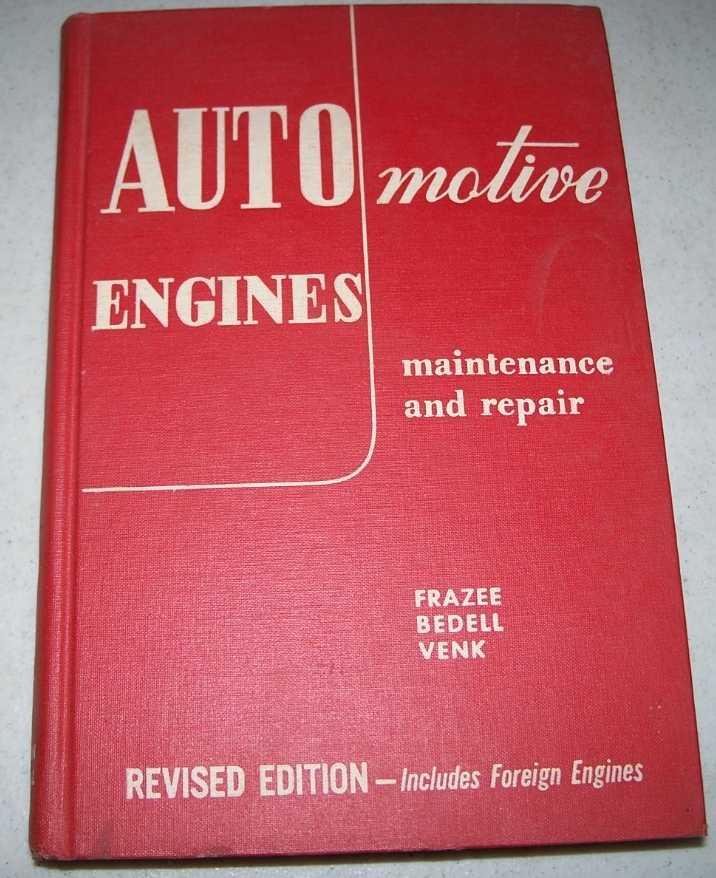 AUTOmotive
ENGINES
maintenance
and repair
FRAZEE
BEDELL
VENK
REVISED EDITION — Includes Foreign Engines